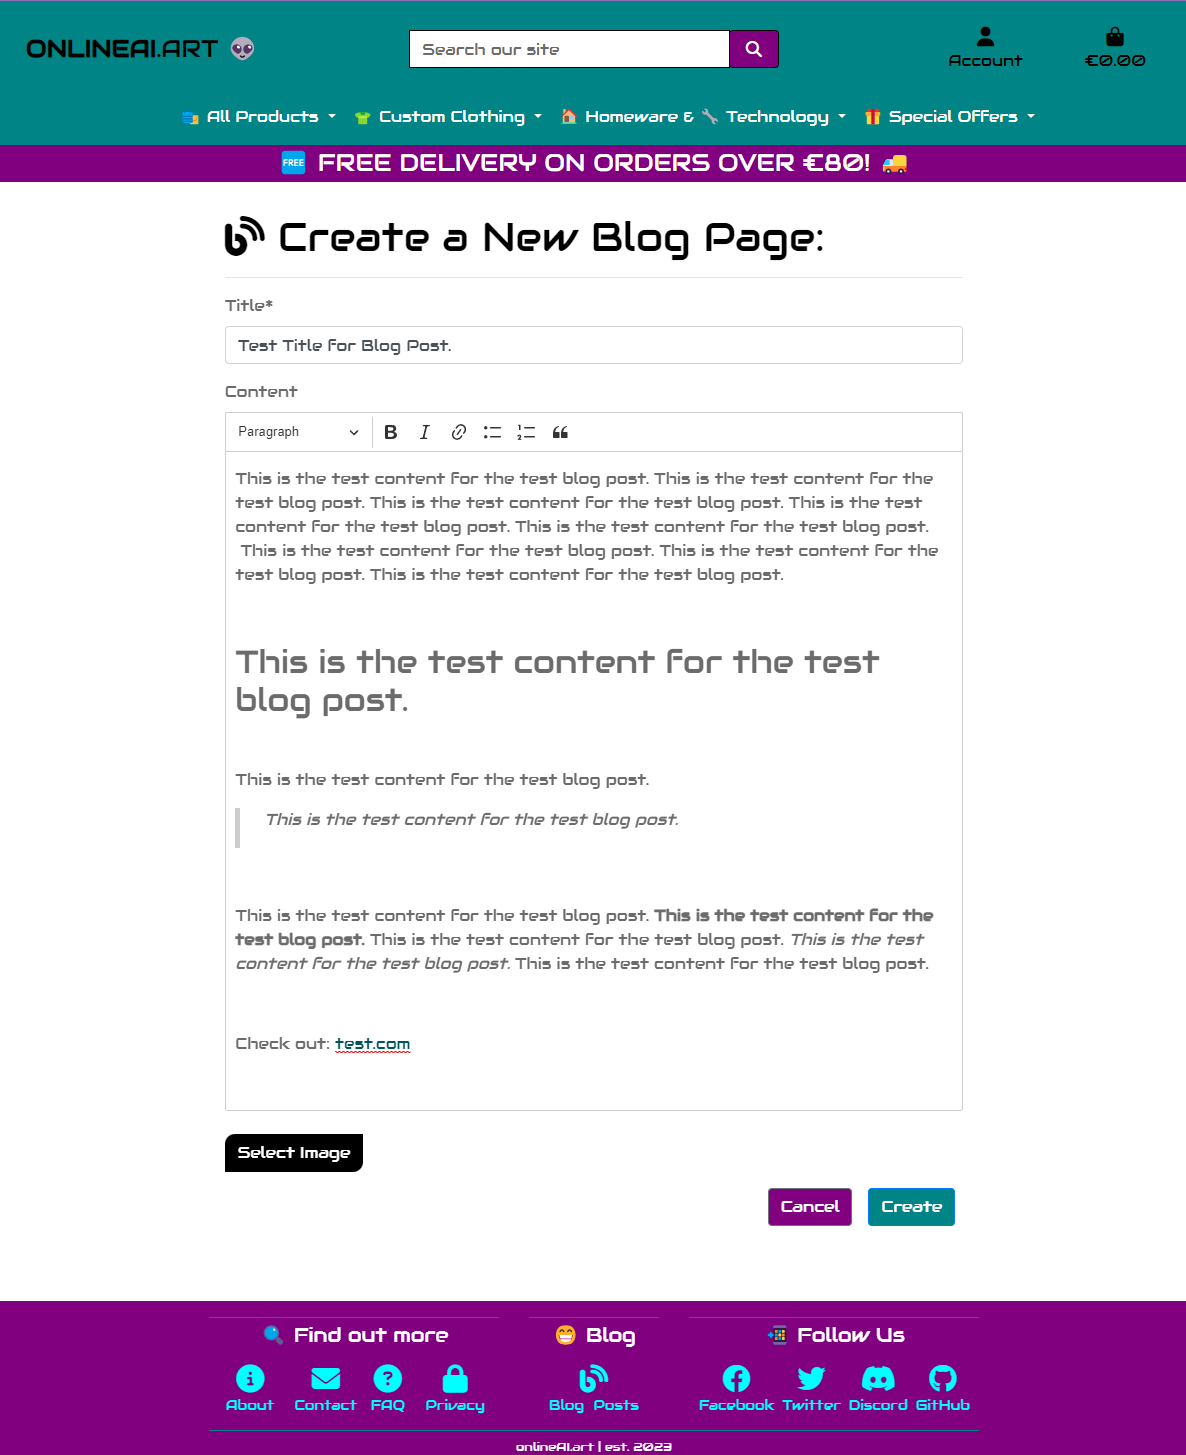 ONLINEAI.ART
Search our site
Account
€0.00
All Products
Custom Clothing
Homeware & Technology
Special Offers
FREE FREE DELIVERY ON ORDERS OVER €80!
Create a New Blog Page:
Title*
Test Title for Blog Post.
Content
Paragraph
This is the test content for the test blog post. This is the test content for the
test blog post. This is the test content for the test blog post. This is the test
content for the test blog post. This is the test content for the test blog post.
This is the test content for the test blog post. This is the test content for the
test blog post. This is the test content for the test blog post.
This is the test content for the test
blog post.
This is the test content for the test blog post.
This is the test content for the test blog post.
This is the test content for the test blog post. This is the test content for the
test blog post. This is the test content for the test blog post. This is the test
content for the test blog post. This is the test content for the test blog post.
Check out: test.com
Select Image
Cancel
Create
Find out more
Blog
Follow Us
About
Contact
FAQ
Privacy
Blog Posts
Facebook
Twitter
Discord
GitHub
onlineAI.art | est. 2023